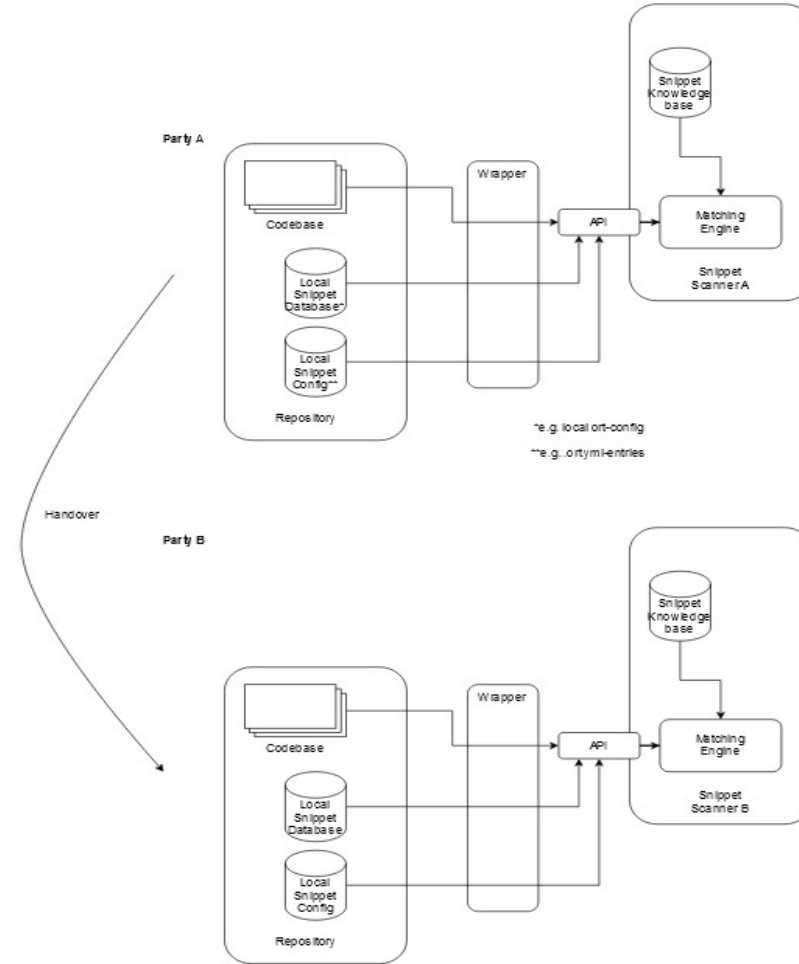 Snippet
Knowledge
base
Party A
Wrapper
API
Matching
Engine
Codebase
Snippet
Scanner A
Local
Snippet
Database*
Local
Snippet
Config**
Repository
*e.g. local ort-config
**e.g. .ortyml-entries
Handover
Party B
Snippet
Knowledge
base
Wrapper
API
Matching
Engine
Codebase
Snippet
Scanner B
Local
Snippet
Database
Local
Snippet
Config
Repository